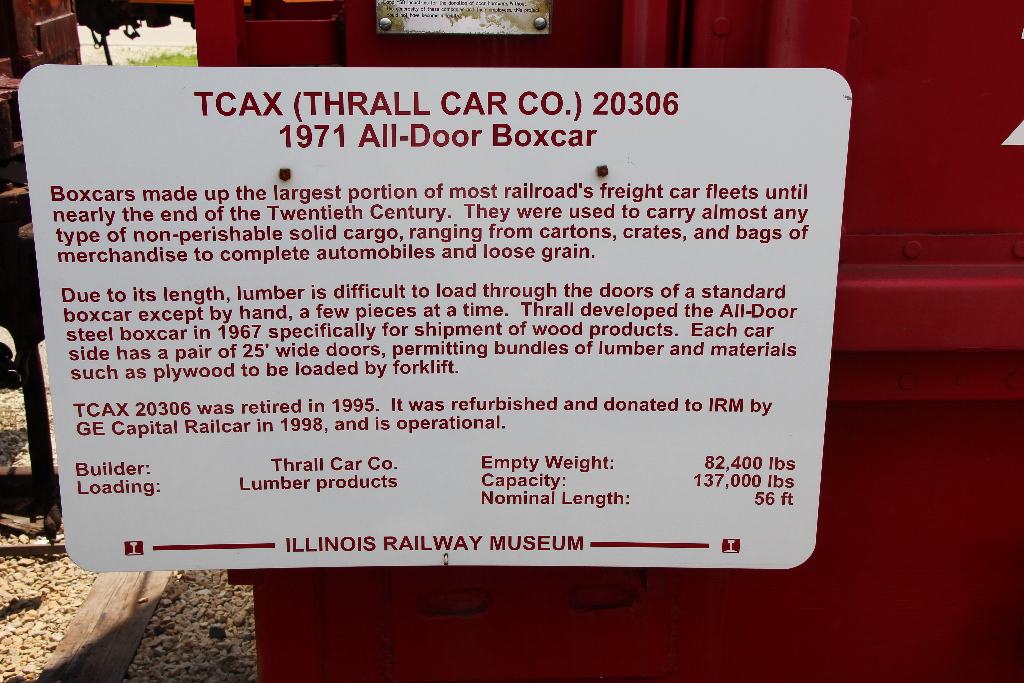 TCAX (THRALL CAR CO.) 20306
1971 All-Door Boxcar
Boxcars made up the largest portion of most railroad's freight car fleets until
nearly the end of the Twentieth Century. They were used to carry almost any
type of non-perishable solid cargo, ranging from cartons, crates, and bags of
merchandise to complete automobiles and loose grain.
Due to its length, lumber is difficult to load through the doors of a standard
boxcar except by hand, a few pieces at a time. Thrall developed the All-Door
steel boxcar in 1967 specifically for shipment of wood products. Each car
side has a pair of 25' wide doors, permitting bundles of lumber and materials
such as plywood to be loaded by forklift.
TCAX 20306 was retired in 1995. It was refurbished and donated to IRM by
GE Capital Railcar in 1998, and is operational.
Builder: Thrall Car Co. Empty Weight: 82,400 lbs
Loading: Lumber products Capacity: 137,000 lbs
Nominal Length: 56 ft
ILLINOIS RAILWAY MUSEUM